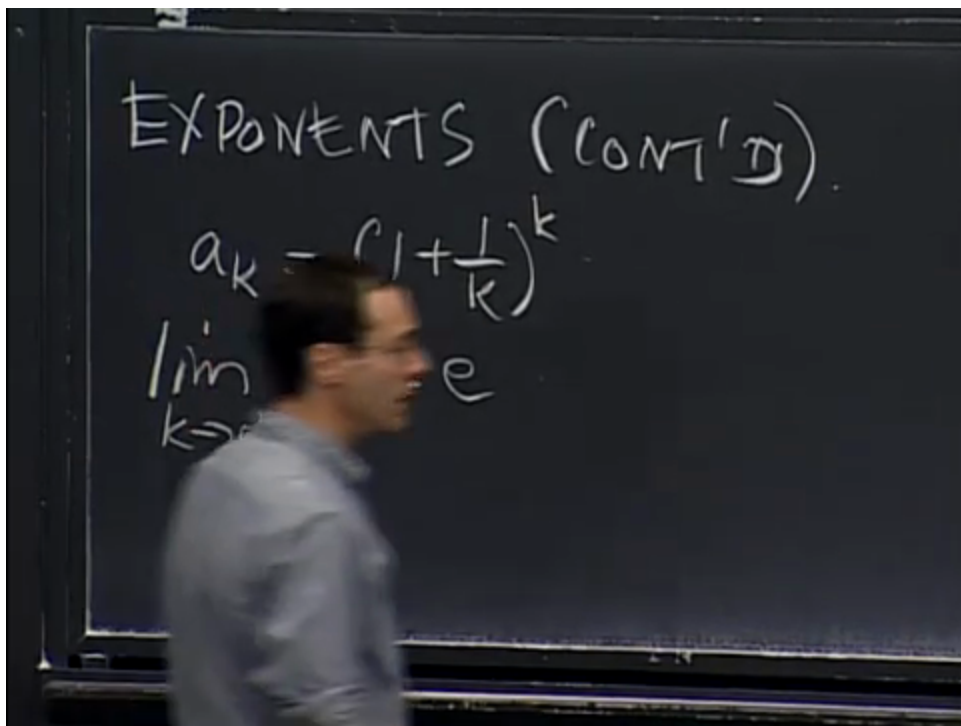 EXPONENTS (CONT'D).
a_k = (1 + 1/k)^k
lim e
k→